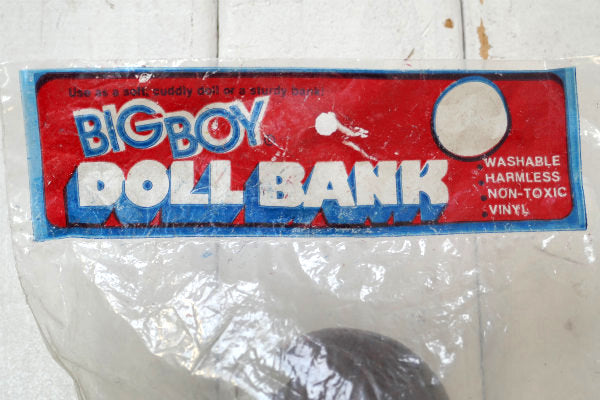 Use as a soft, cuddly doll or a sturdy bank.
BIG BOY
DOLL BANK
WASHABLE
HARMLESS
NON-TOXIC
VINYL